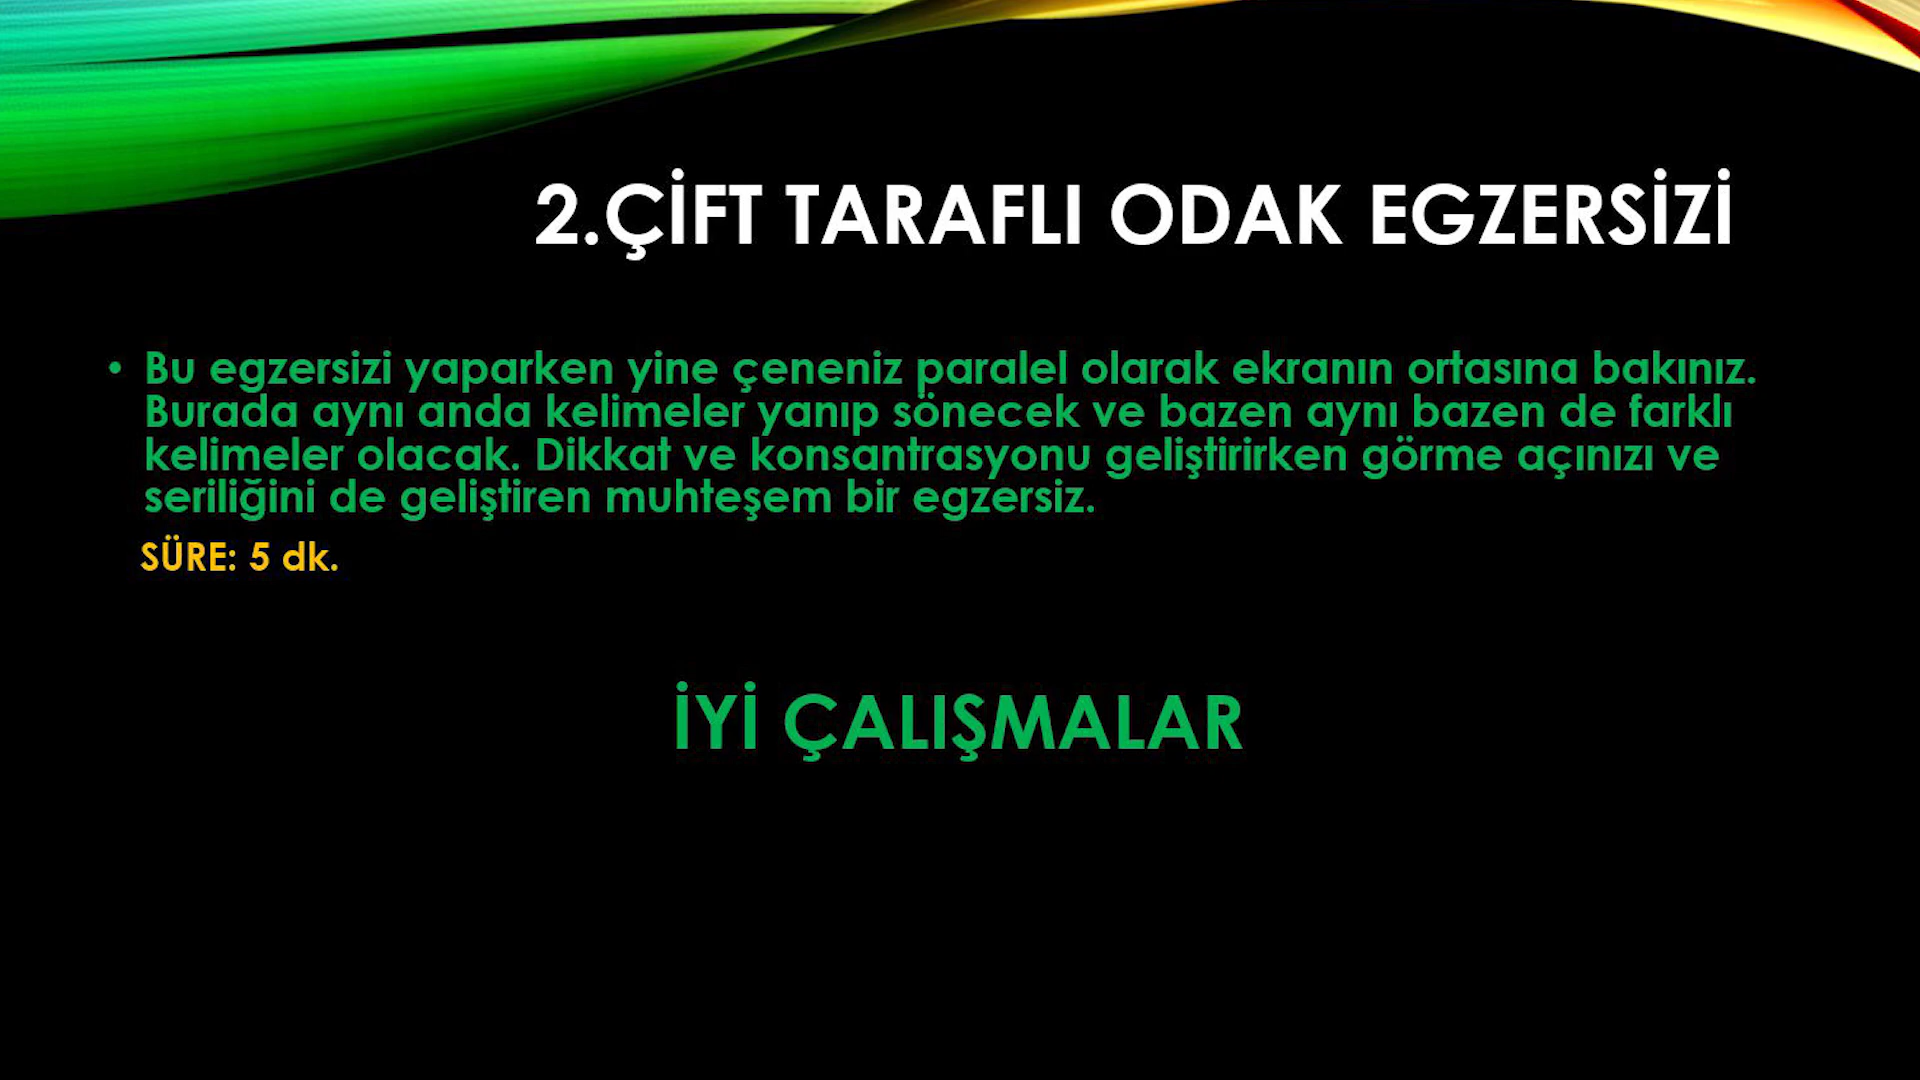 2.ÇİFT TARAFLI ODAK EGZERSİZİ
• Bu egzersizi yaparken yine çeneniz paralel olarak ekranın ortasına bakınız.
Burada aynı anda kelimeler yanıp sönecek ve bazen aynı bazen de farklı
kelimeler olacak. Dikkat ve konsantrasyonu geliştirirken görme açınızı ve
seriliğini de geliştiren muhteşem bir egzersiz.
SÜRE: 5 dk.
İYİ ÇALIŞMALAR